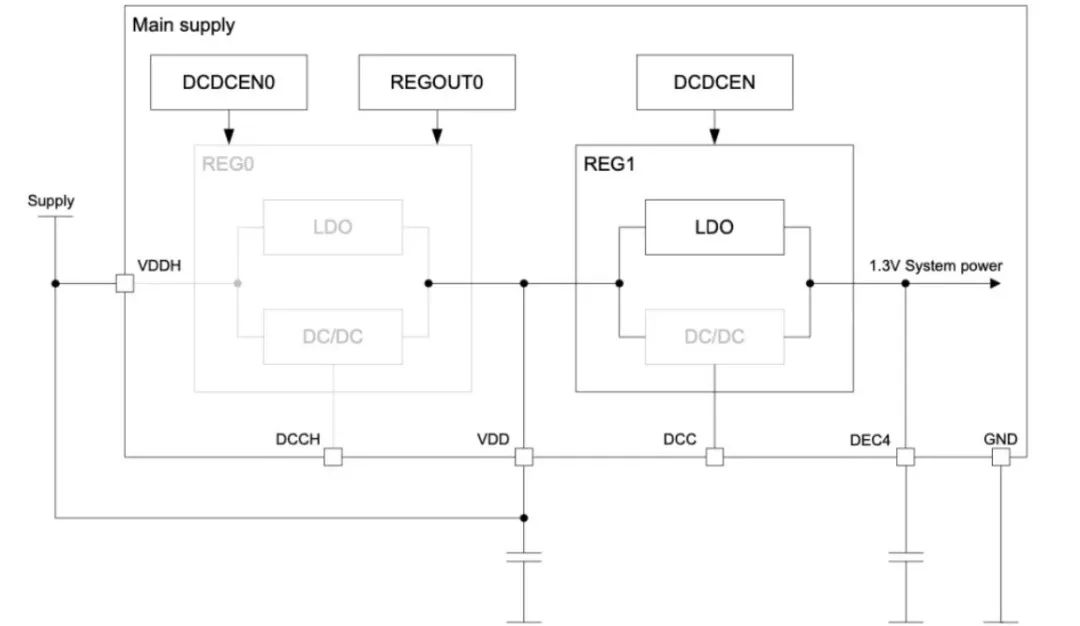 Main supply
DCDCEN0
REGOUT0
DCDCEN
REG0
REG1
Supply
LDO
LDO
VDDH
1.3V System power
DC/DC
DC/DC
DCCH
VDD
DCC
DEC4
GND